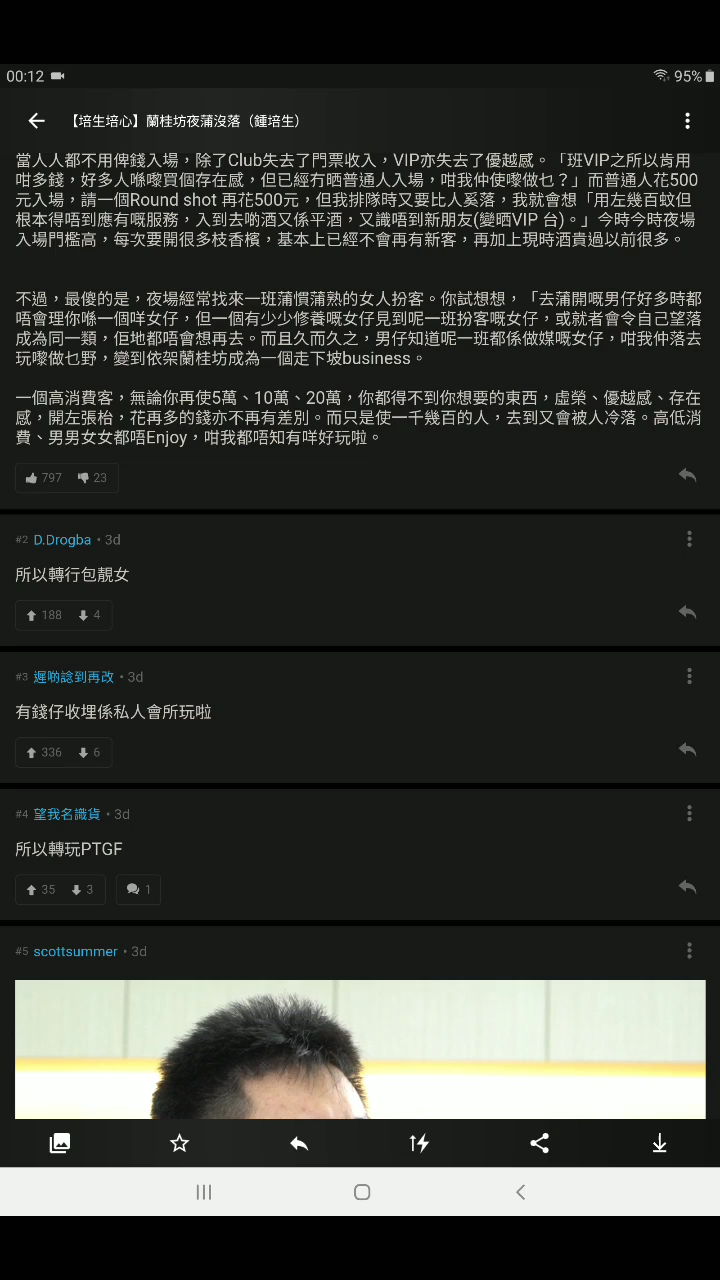 00:12
95%
【培生培心】蘭桂坊夜蒲沒落（鍾培生）
當人人都不用俾錢入場，除了Club失去了門票收入，VIP亦失去了優越感。「班VIP之所以肯用
咁多錢，好多人喺嚟買個存在感，但已經冇晒普通人入場，咁我仲使嚟做乜？」而普通人花500
元入場，請一個Round shot 再花500元，但我排隊時又要比人奚落，我就會想「用左幾百蚊但
根本得唔到應有嘅服務，入到去啲酒又係平酒，又識唔到新朋友(變晒VIP 台)。」今時今時夜場
入場門檻高，每次要開很多枝香檳，基本上已經不會再有新客，再加上現時酒貴過以前很多。
不過，最傻的是，夜場經常找來一班蒲慣蒲熟的女人扮客。你試想想，「去蒲開嘅男仔好多時都
唔會理你喺一個咩女仔，但一個有少少修養嘅女仔見到呢一班扮客嘅女仔，或就者會令自己望落
成為同一類，佢地都唔會想再去。而且久而久之，男仔知道呢一班都係做媒嘅女仔，咁我仲落去
玩嚟做乜野，變到依架蘭桂坊成為一個走下坡business。
一個高消費客，無論你再使5萬、10萬、20萬，你都得不到你想要的東西，虛榮、優越感、存在
感，開左張枱，花再多的錢亦不再有差別。而只是使一千幾百的人，去到又會被人冷落。高低消
費、男男女女都唔Enjoy，咁我都唔知有咩好玩啦。
797 23
#2 D.Drogba • 3d
所以轉行包靚女
188 4
#3 遲啲諗到再改 • 3d
有錢仔收埋係私人會所玩啦
336 6
#4 望我名識貨 • 3d
所以轉玩PTGF
35 3 1
#5 scottsummer • 3d